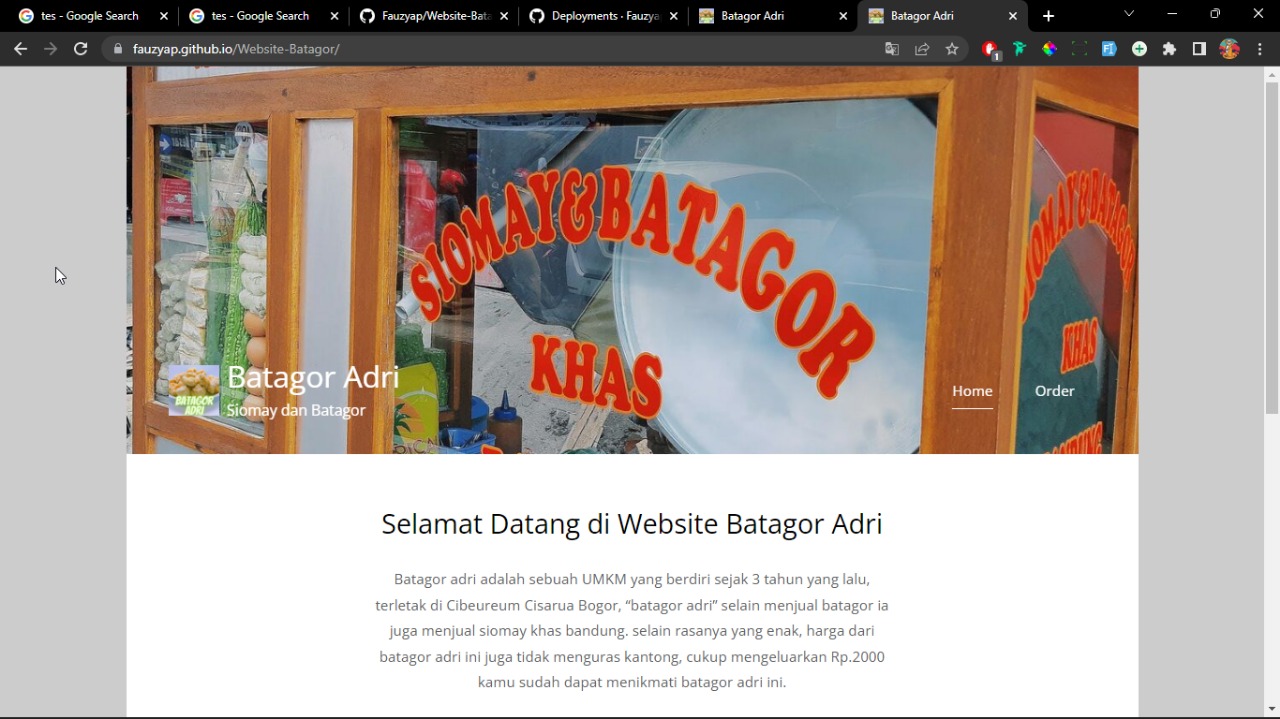 tes - Google Search
tes - Google Search
Fauzyap/Website-Bata
Deployments · Fauzya
Batagor Adri
Batagor Adri
fauzyap.github.io/Website-Batagor/
1
SIOMAY&BATAGOR
KHAS
SIOMAY&BATAGOR
KHAS
BATAGOR
ADRI
Batagor Adri
Siomay dan Batagor
Home
Order
Selamat Datang di Website Batagor Adri
Batagor adri adalah sebuah UMKM yang berdiri sejak 3 tahun yang lalu,
terletak di Cibeureum Cisarua Bogor, “batagor adri” selain menjual batagor ia
juga menjual siomay khas bandung. selain rasanya yang enak, harga dari
batagor adri ini juga tidak menguras kantong, cukup mengeluarkan Rp.2000
kamu sudah dapat menikmati batagor adri ini.